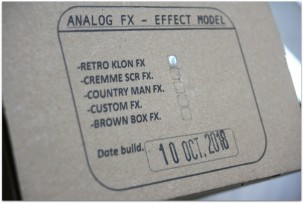 ANALOG FX - EFFECT MODEL
-RETRO KLON FX
-CREMME SCR FX.
-COUNTRY MAN FX.
-CUSTOM FX.
-BROWN BOX FX.
Date build. 10 OCT. 2018